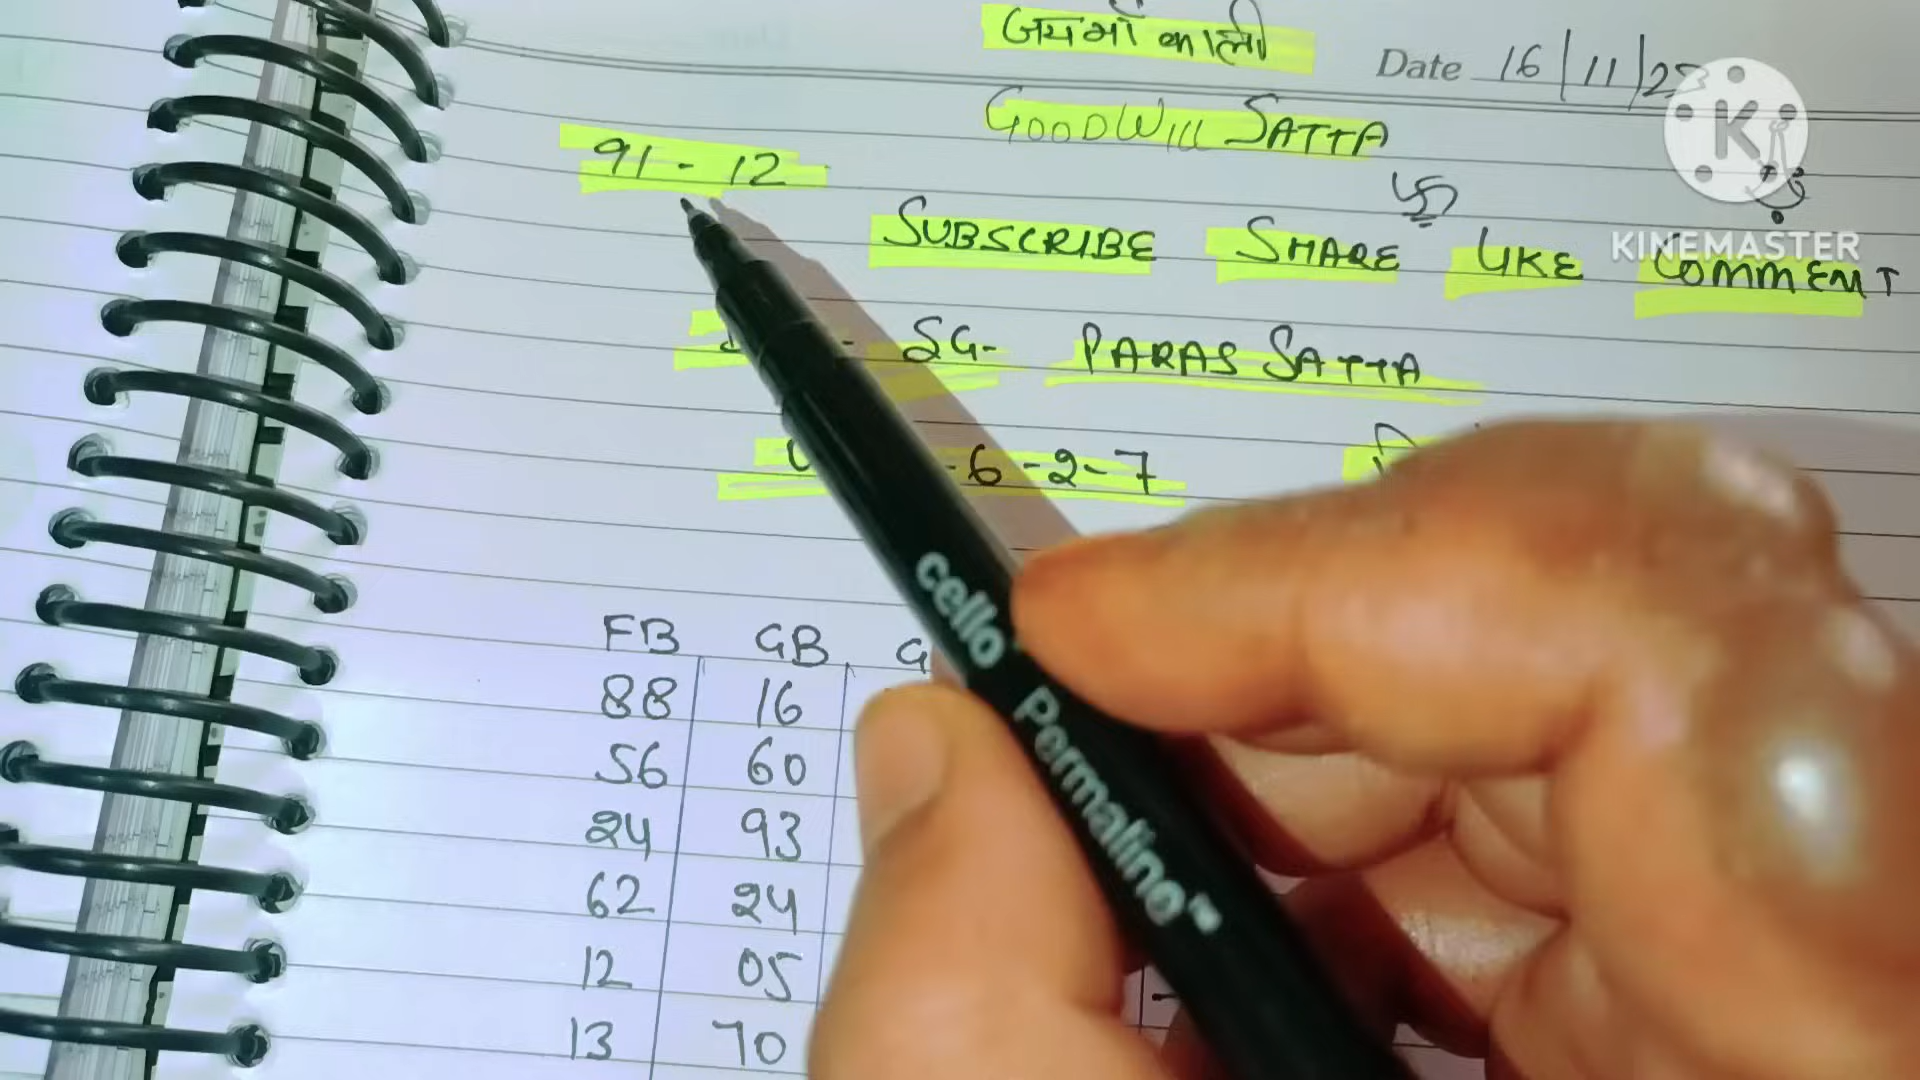 जय माँ काली
Date 16/11/25
GOODWILL SATTA
91 - 12
SUBSCRIBE SHARE LIKE COMMENT
KINEMASTER
SG- PARAS SATTA
-6-2-7
FB GB G
88 16
56 60
24 93
62 24
12 05
13 70
cello Permalino™